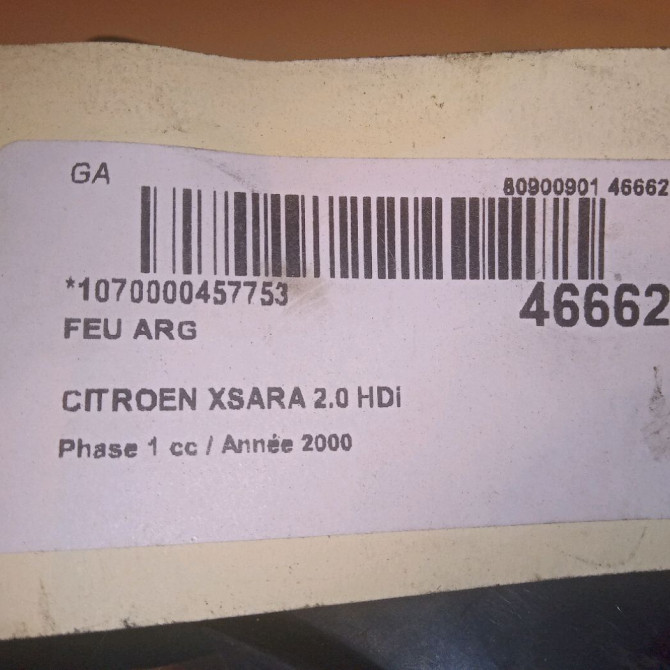 GA
80900901 46662
*1070000457753
46662
FEU ARG
CITROEN XSARA 2.0 HDi
Phase 1 cc / Année 2000